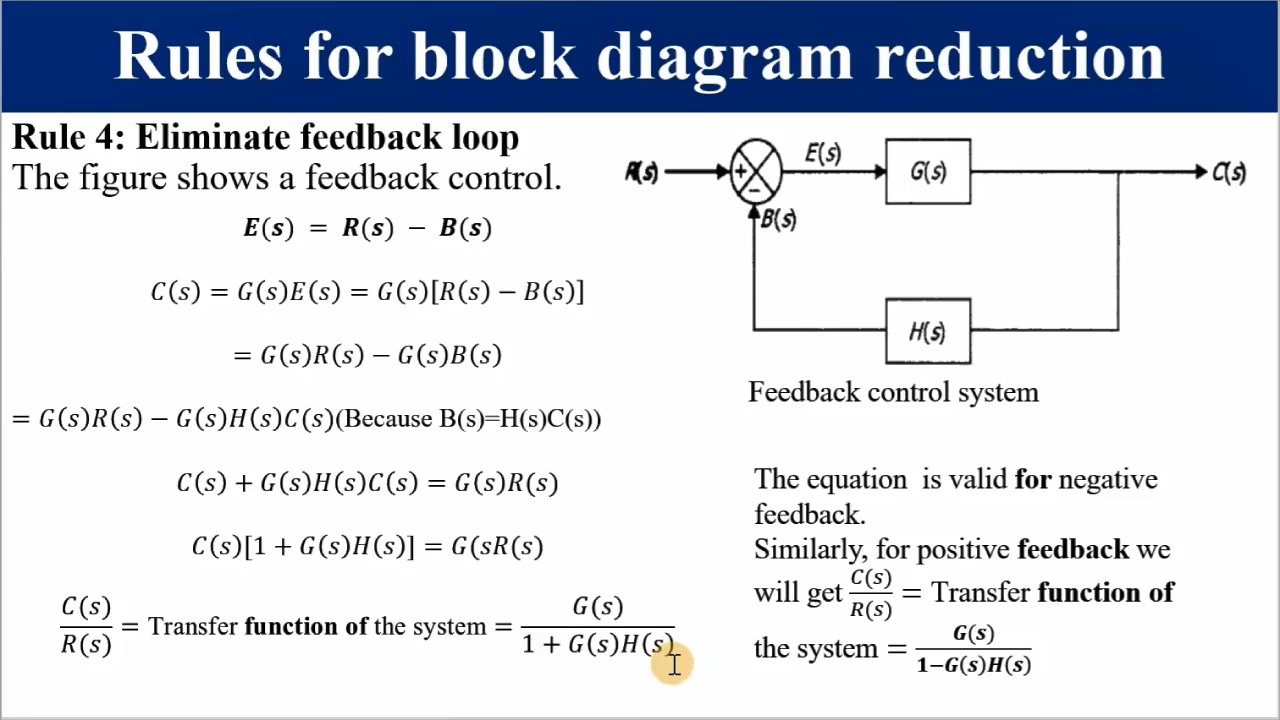 Rules for block diagram reduction
Rule 4: Eliminate feedback loop
The figure shows a feedback control.
E(s) = R(s) − B(s)
C(s) = G(s)E(s) = G(s)[R(s) − B(s)]
= G(s)R(s) − G(s)B(s)
= G(s)R(s) − G(s)H(s)C(s)(Because B(s)=H(s)C(s))
C(s) + G(s)H(s)C(s) = G(s)R(s)
C(s)[1 + G(s)H(s)] = G(sR(s)
C(s)/R(s) = Transfer function of the system = G(s)/1 + G(s)H(s)
R(s)
+
−
E(s)
G(s)
C(s)
B(s)
H(s)
Feedback control system
The equation is valid for negative
feedback.
Similarly, for positive feedback we
will get C(s)/R(s) = Transfer function of
the system = G(s)/1−G(s)H(s)